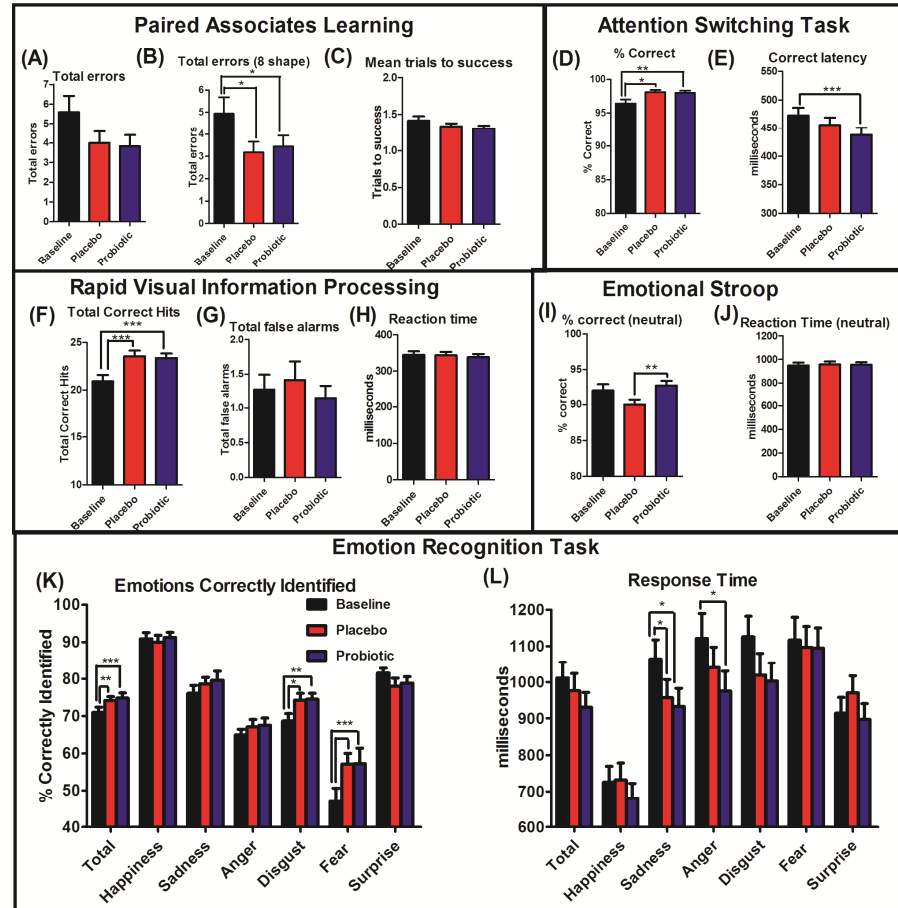 Paired Associates Learning
(A)
Total errors
Total errors
7
6
5
4
3
2
1
0
Baseline
Placebo
Probiotic
(B)
Total errors (8 shape)
*
*
Total errors
8
6
5
4
3
2
1
0
Baseline
Placebo
Probiotic
(C)
Mean trials to success
Trials to success
2.0
1.5
1.0
0.5
0.0
Baseline
Placebo
Probiotic
Attention Switching Task
(D)
% Correct
**
*
% Correct
100
95
90
85
80
Baseline
Placebo
Probiotic
(E)
Correct latency
***
milliseconds
500
450
400
350
300
Baseline
Placebo
Probiotic
Rapid Visual Information Processing
(F)
Total Correct Hits
***
***
Total Correct Hits
25
20
15
10
Baseline
Placebo
Probiotic
(G)
Total false alarms
Total false alarms
2.0
1.5
1.0
0.5
0.0
Baseline
Placebo
Probiotic
(H)
Reaction time
milliseconds
400
300
200
100
0
Baseline
Placebo
Probiotic
Emotional Stroop
(I)
% correct (neutral)
**
% correct
100
95
90
85
80
Baseline
Placebo
Probiotic
(J)
Reaction Time (neutral)
milliseconds
1000
800
600
400
200
0
Baseline
Placebo
Probiotic
Emotion Recognition Task
(K)
Emotions Correctly Identified
Baseline
Placebo
Probiotic
***
**
**
*
***
% Correctly Identified
100
90
80
70
60
50
40
Total
Happiness
Sadness
Anger
Disgust
Fear
Surprise
(L)
Response Time
*
*
*
milliseconds
1200
1100
1000
900
800
700
600
Total
Happiness
Sadness
Anger
Disgust
Fear
Surprise